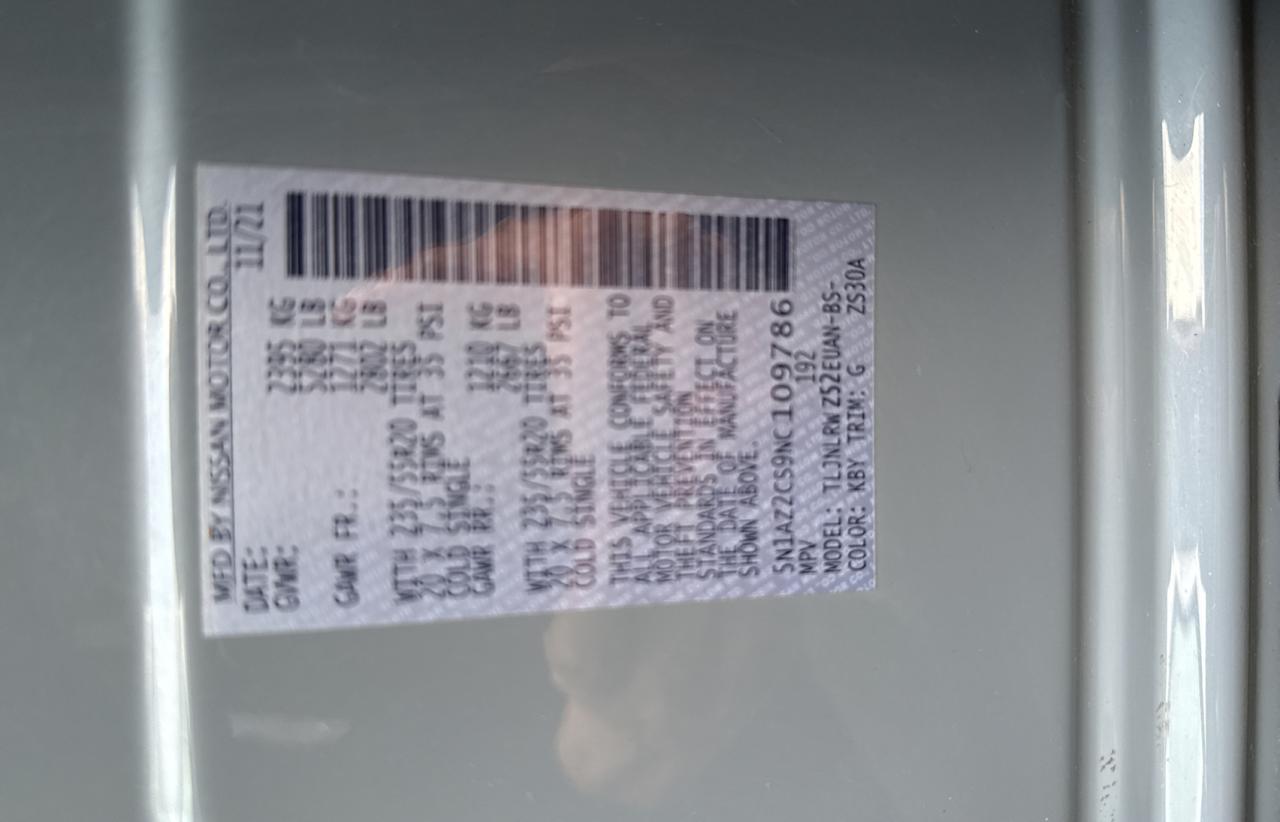 MFD BY NISSAN MOTOR CO., LTD.
DATE: 11/21
GVWR: 2395 KG
5280 LB
GAWR FR.: 1271 KG
2802 LB
WITH 235/55R20 TIRES
20 X 7.5 RIMS AT 35 PSI
COLD SINGLE
GAWR RR.: 1210 KG
2667 LB
WITH 235/55R20 TIRES
20 X 7.5 RIMS AT 35 PSI
COLD SINGLE
THIS VEHICLE CONFORMS TO
ALL APPLICABLE FEDERAL
MOTOR VEHICLE SAFETY AND
THEFT PREVENTION
STANDARDS IN EFFECT ON
THE DATE OF MANUFACTURE
SHOWN ABOVE.
5N1AZ2CS9NC109786
MPV 192
MODEL: TLJNLRWZS2EUAN-BS-
COLOR: KBY TRIM: G ZS30A